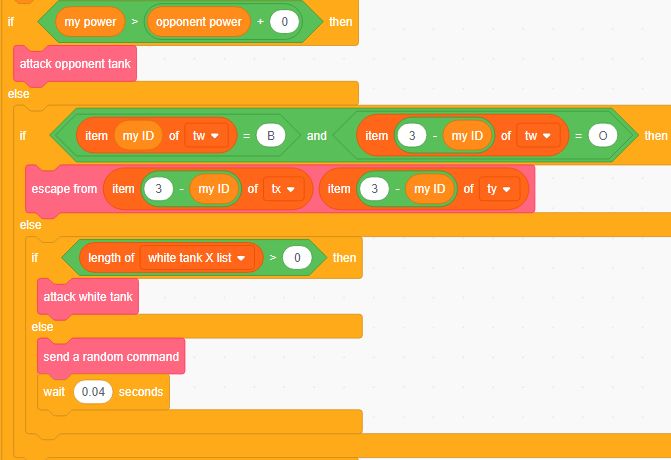 if my power > opponent power + 0 then
attack opponent tank
else
if item my ID of tw = B and item 3 - my ID of tw = O then
escape from item 3 - my ID of tx item 3 - my ID of ty
else
if length of white tank X list > 0 then
attack white tank
else
send a random command
wait 0.04 seconds